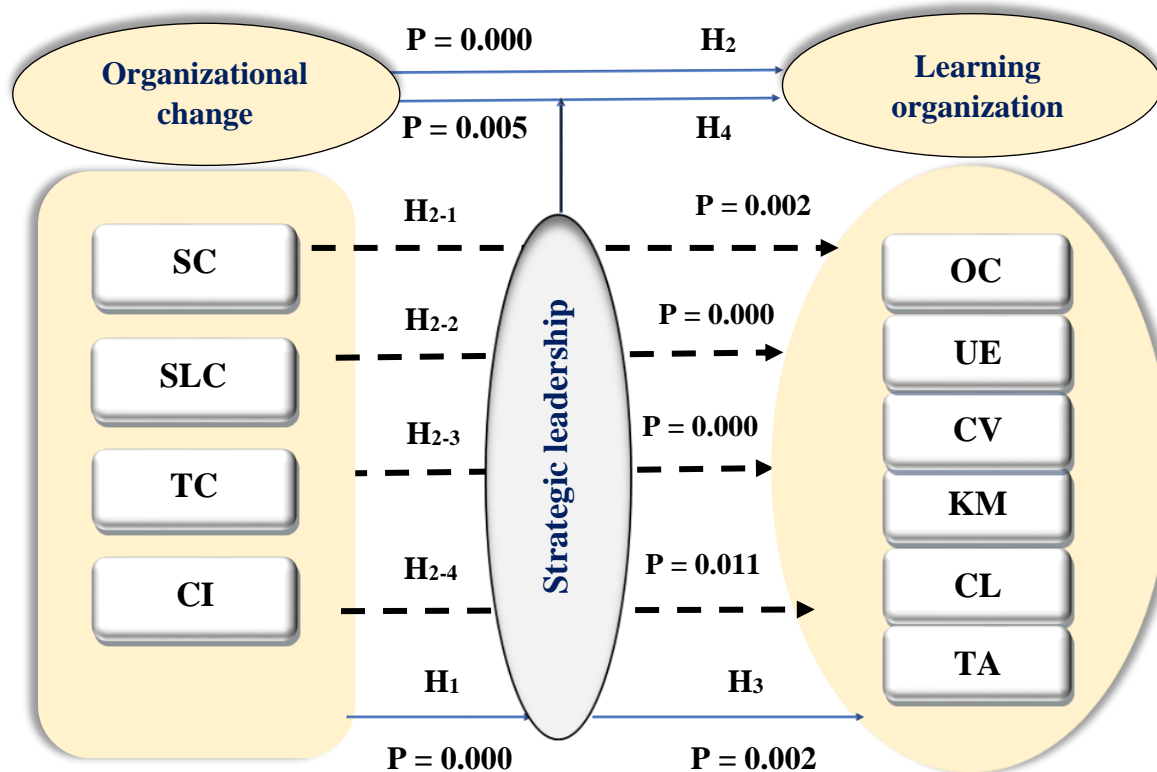 P = 0.000
H2
Organizational
change
Learning
organization
P = 0.005
H4
H2-1
P = 0.002
SC
OC
H2-2
P = 0.000
SLC
UE
H2-3
P = 0.000
CV
TC
KM
Strategic leadership
H2-4
P = 0.011
CI
CL
TA
H1
H3
P = 0.000
P = 0.002